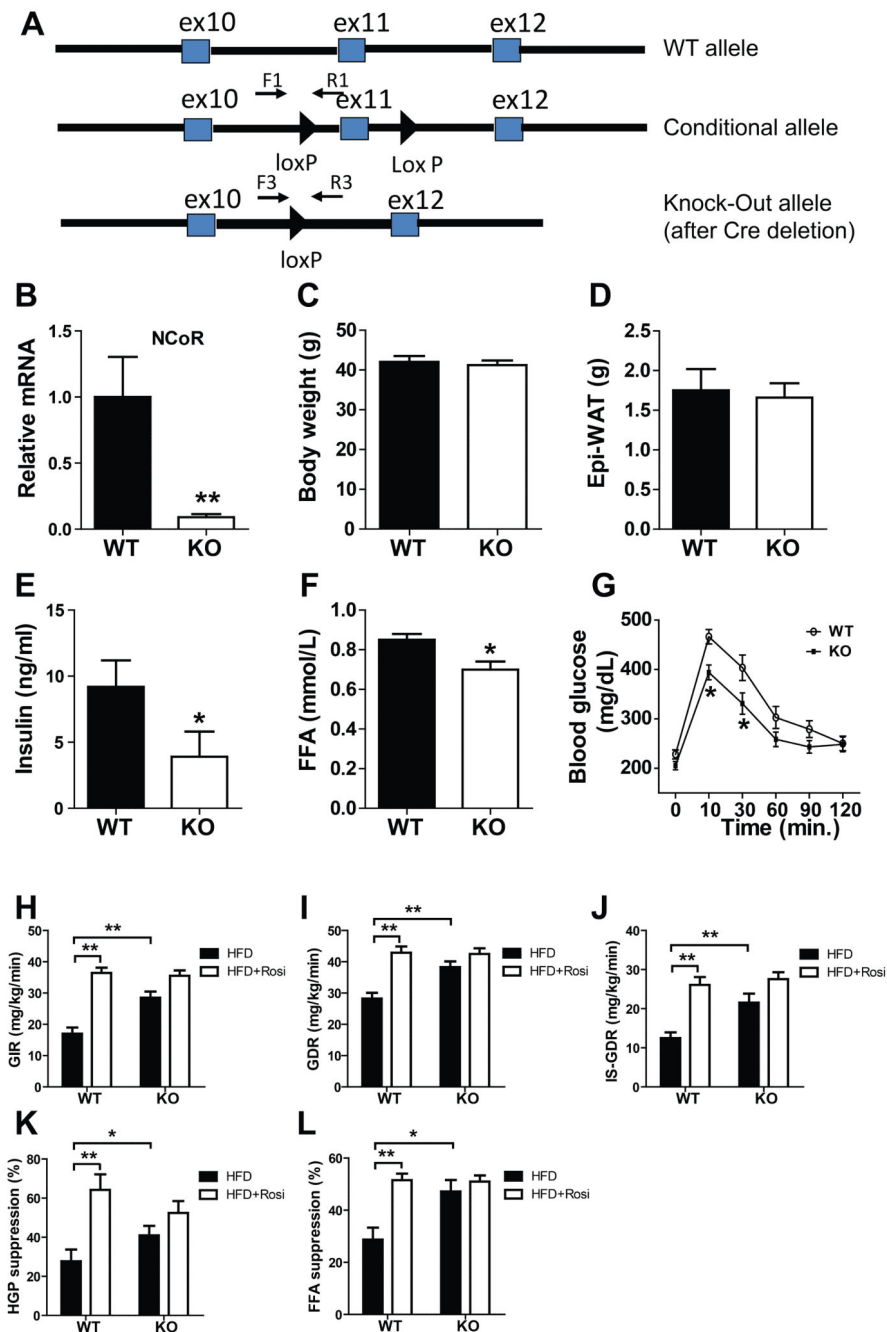 A
ex10 ex11 ex12
WT allele
F1 R1
ex10 ex11 ex12
Conditional allele
loxP Lox P
F3 R3
ex10 ex12
Knock-Out allele
(after Cre deletion)
loxP
B
NCoR
Relative mRNA
1.5
1.0
0.5
0.0
**
WT KO
C
Body weight (g)
50
40
30
20
10
0
WT KO
D
Epi-WAT (g)
2.5
2.0
1.5
1.0
0.5
0.0
WT KO
E
Insulin (ng/ml)
15
10
5
0
*
WT KO
F
FFA (mmol/L)
1.0
0.8
0.6
0.4
0.2
0.0
*
WT KO
G
Blood glucose
(mg/dL)
500
400
300
200
WT
KO
*
*
0 10 30 60 90 120
Time (min.)
H
GIR (mg/kg/min)
50
40
30
20
10
0
**
**
HFD
HFD+Rosi
WT KO
I
GDR (mg/kg/min)
50
40
30
20
10
0
**
**
HFD
HFD+Rosi
WT KO
J
IS-GDR (mg/kg/min)
40
30
20
10
0
**
**
HFD
HFD+Rosi
WT KO
K
HGP suppression (%)
80
60
40
20
0
*
**
HFD
HFD+Rosi
WT KO
L
FFA suppression (%)
60
40
20
0
*
**
HFD
HFD+Rosi
WT KO